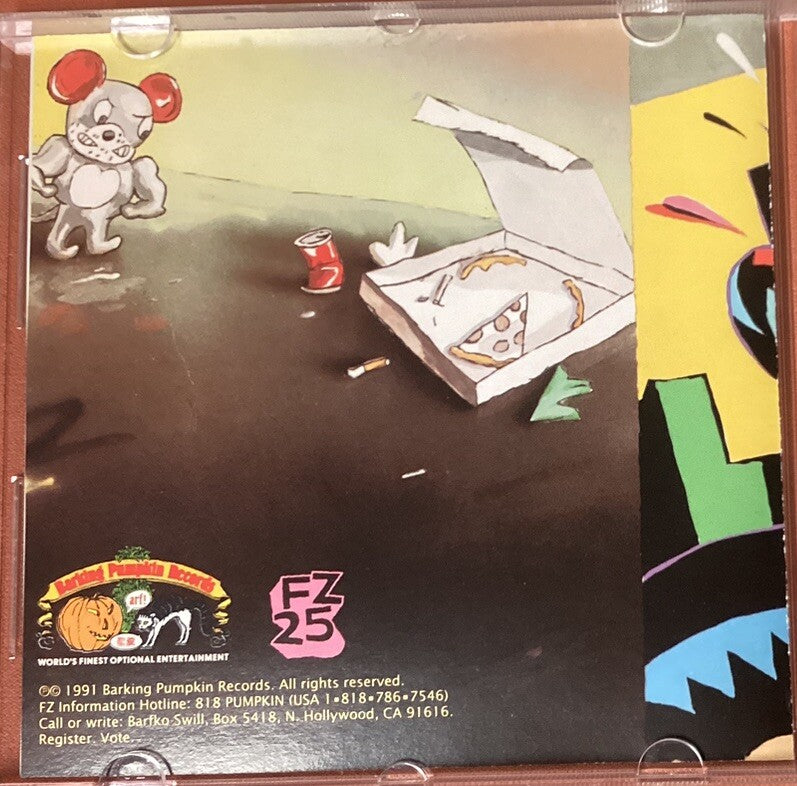 Barking Pumpkin Records
arf!
WORLD'S FINEST OPTIONAL ENTERTAINMENT
FZ
25
℗© 1991 Barking Pumpkin Records. All rights reserved.
FZ Information Hotline: 818 PUMPKIN (USA 1•818•786•7546)
Call or write: Barfko Swill, Box 5418, N. Hollywood, CA 91616.
Register. Vote.